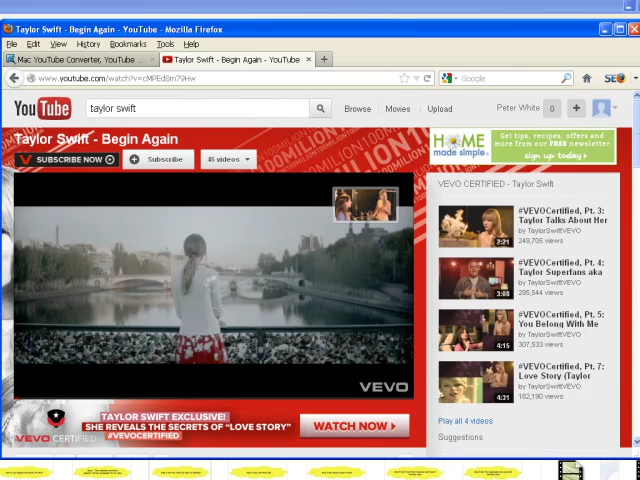 Taylor Swift - Begin Again - YouTube - Mozilla Firefox
File Edit View History Bookmarks Tools Help
Mac YouTube Converter, YouTube ... Taylor Swift - Begin Again - YouTube
www.youtube.com/watch?v=cMPEd8m79Hw Google SEO
YouTube taylor swift Browse Movies Upload Peter White 0
Taylor Swift - Begin Again
SUBSCRIBE NOW Subscribe 45 videos
100MILLION
HOME made simple
Get tips, recipes, offers and
more from our FREE newsletter.
sign up today
VEVO CERTIFIED - Taylor Swift
#VEVOCertified, Pt. 3:
Taylor Talks About Her
by TaylorSwiftVEVO
249,705 views
2:21
#VEVOCertified, Pt. 4:
Taylor Superfans aka
by TaylorSwiftVEVO
295,544 views
3:03
#VEVOCertified, Pt. 5:
You Belong With Me
by TaylorSwiftVEVO
307,533 views
4:15
#VEVOCertified, Pt. 7:
Love Story (Taylor
by TaylorSwiftVEVO
182,190 views
4:31
Play all 4 videos
Suggestions
VEVO
TAYLOR SWIFT EXCLUSIVE!
SHE REVEALS THE SECRETS OF "LOVE STORY"
#VEVOCERTIFIED
VEVO CERTIFIED
WATCH NOW